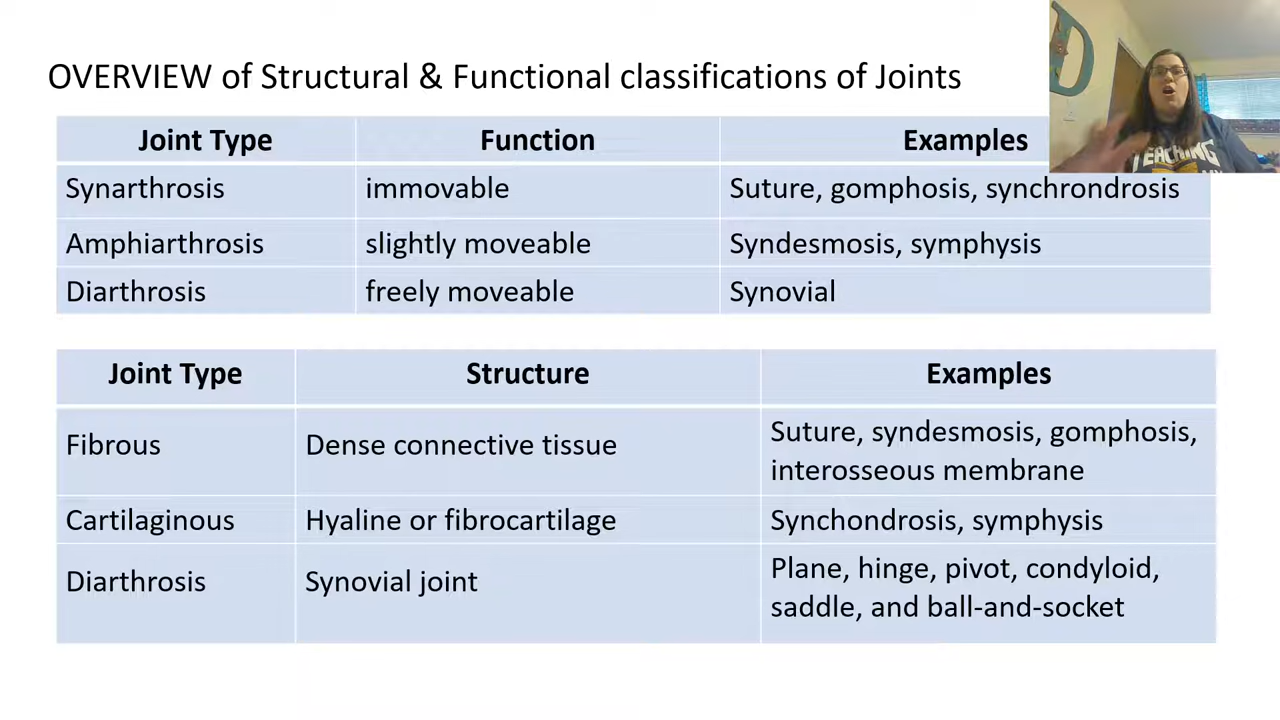 OVERVIEW of Structural & Functional classifications of Joints
D
TEACHING
Joint Type Function Examples
Synarthrosis immovable Suture, gomphosis, synchrondrosis
Amphiarthrosis slightly moveable Syndesmosis, symphysis
Diarthrosis freely moveable Synovial
Joint Type Structure Examples
Fibrous Dense connective tissue Suture, syndesmosis, gomphosis,
interosseous membrane
Cartilaginous Hyaline or fibrocartilage Synchondrosis, symphysis
Diarthrosis Synovial joint Plane, hinge, pivot, condyloid,
saddle, and ball-and-socket